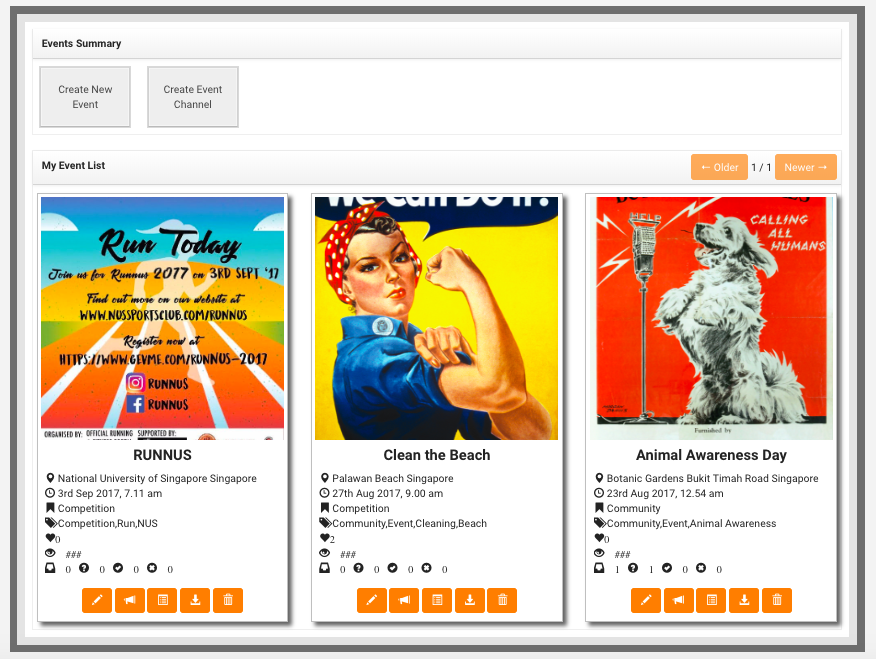 Events Summary
Create New
Event
Create Event
Channel
My Event List
← Older 1 / 1 Newer →
Run Today
Join us for Runnus 2017 on 3RD SEPT '17
Find out more on our website at
WWW.NUSSPORTSCLUB.COM/RUNNUS
Register now at
HTTPS://WWW.GEVME.COM/RUNNUS-2017
RUNNUS
RUNNUS
ORGANISED BY: OFFICIAL RUNNING SUPPORTED BY:
RUNNUS
National University of Singapore Singapore
3rd Sep 2017, 7.11 am
Competition
Competition,Run,NUS
0
###
0 0 0 0
We Can Do It!
Clean the Beach
Palawan Beach Singapore
27th Aug 2017, 9.00 am
Competition
Community,Event,Cleaning,Beach
2
###
0 0 0 0
HELP
CALLING
ALL
HUMANS
Furnished by
Animal Awareness Day
Botanic Gardens Bukit Timah Road Singapore
23rd Aug 2017, 12.54 am
Community
Community,Event,Animal Awareness
0
###
1 1 0 0